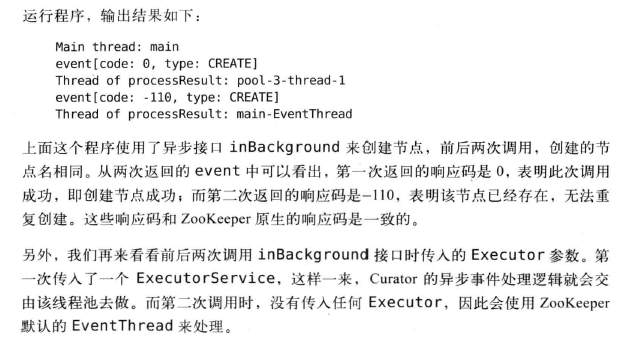 运行程序，输出结果如下：
Main thread: main
event[code: 0, type: CREATE]
Thread of processResult: pool-3-thread-1
event[code: -110, type: CREATE]
Thread of processResult: main-EventThread
上面这个程序使用了异步接口 inBackground 来创建节点，前后两次调用，创建的节
点名相同。从两次返回的 event 中可以看出，第一次返回的响应码是 0，表明此次调用
成功，即创建节点成功；而第二次返回的响应码是–110，表明该节点已经存在，无法重
复创建。这些响应码和 ZooKeeper 原生的响应码是一致的。
另外，我们再来看看前后两次调用 inBackground 接口时传入的 Executor 参数。第
一次传入了一个 ExecutorService，这样一来，Curator 的异步事件处理逻辑就会交
由该线程池去做。而第二次调用时，没有传入任何 Executor，因此会使用 ZooKeeper
默认的 EventThread 来处理。